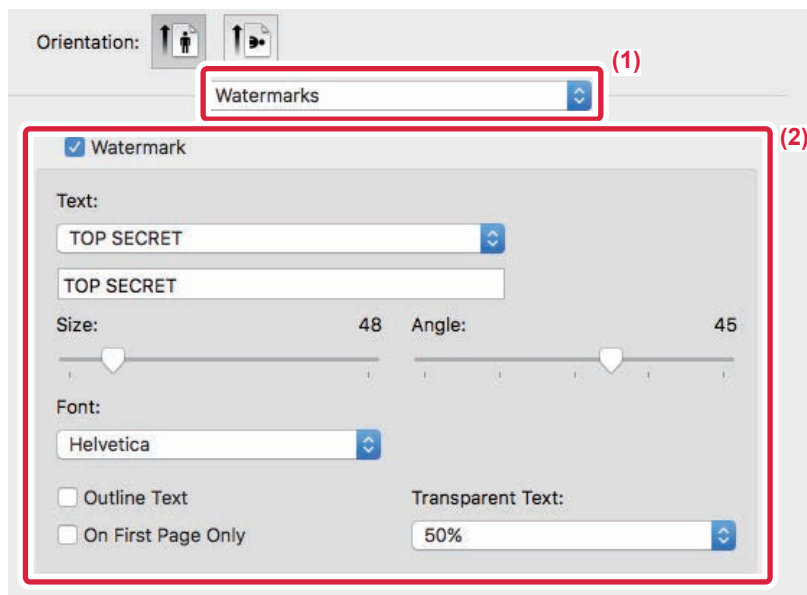 Orientation:
(1)
Watermarks
(2)
Watermark
Text:
TOP SECRET
TOP SECRET
Size: 48 Angle: 45
Font:
Helvetica
Outline Text Transparent Text:
On First Page Only 50%